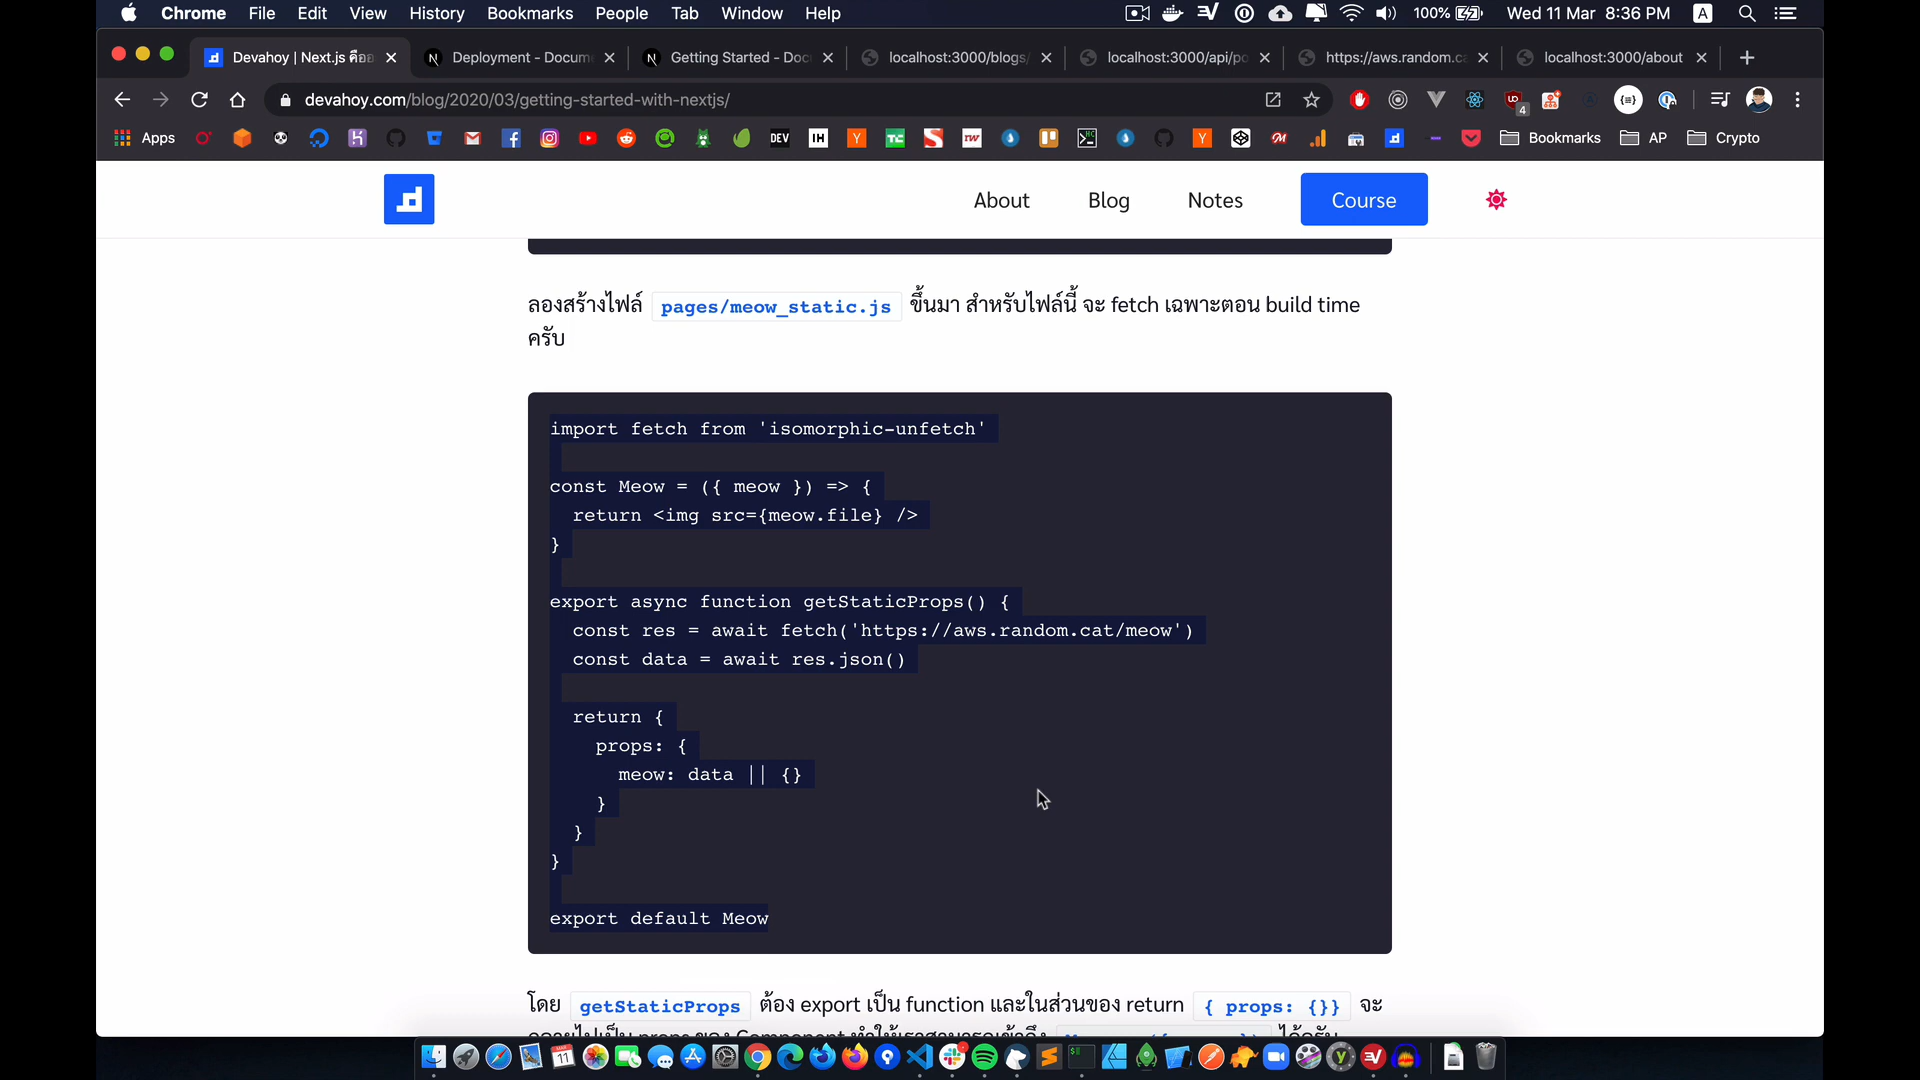 Chrome File Edit View History Bookmarks People Tab Window Help 100% Wed 11 Mar 8:36 PM A
Devahoy | Next.js คือ
Deployment - Docum
Getting Started - Doc
localhost:3000/blogs/
localhost:3000/api/po
https://aws.random.ca
localhost:3000/about
devahoy.com/blog/2020/03/getting-started-with-nextjs/
Apps DEV IH Bookmarks AP Crypto
About Blog Notes Course
ลองสร้างไฟล์ pages/meow_static.js ขึ้นมา สำหรับไฟล์นี้ จะ fetch เฉพาะตอน build time
ครับ
import fetch from 'isomorphic-unfetch'
const Meow = ({ meow }) => {
return <img src={meow.file} />
}
export async function getStaticProps() {
const res = await fetch('https://aws.random.cat/meow')
const data = await res.json()
return {
props: {
meow: data || {}
}
}
}
export default Meow
โดย getStaticProps ต้อง export เป็น function และในส่วนของ return { props: {}} จะ